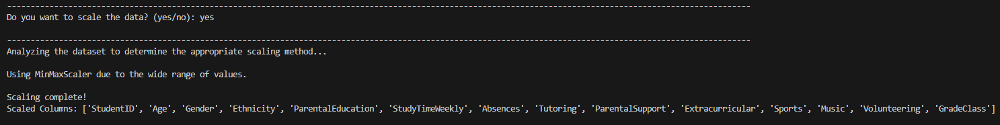 --------------------------------------------------------------------------------------------------------------------------------------------------------------
Do you want to scale the data? (yes/no): yes
--------------------------------------------------------------------------------------------------------------------------------------------------------------
Analyzing the dataset to determine the appropriate scaling method...
Using MinMaxScaler due to the wide range of values.
Scaling complete!
Scaled Columns: ['StudentID', 'Age', 'Gender', 'Ethnicity', 'ParentalEducation', 'StudyTimeWeekly', 'Absences', 'Tutoring', 'ParentalSupport', 'Extracurricular', 'Sports', 'Music', 'Volunteering', 'GradeClass']